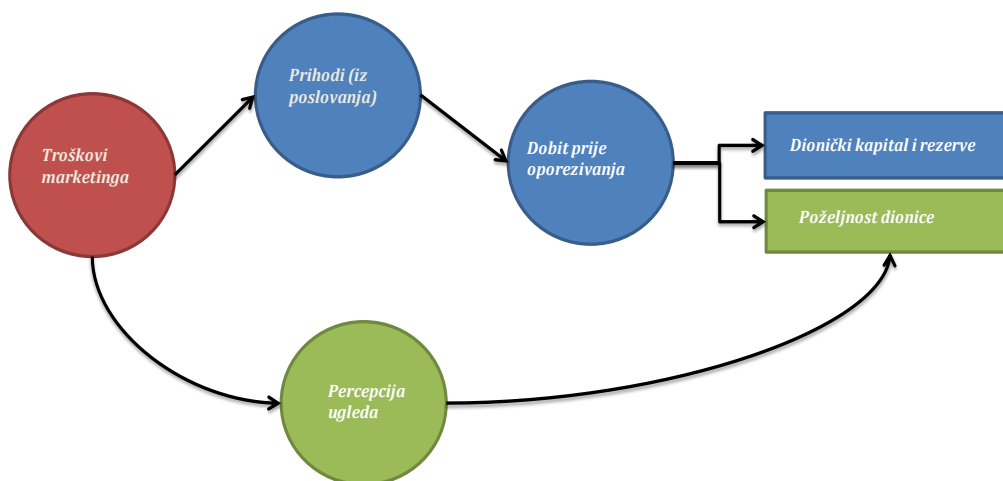 Troškovi
marketinga
Prihodi (iz
poslovanja)
Dobit prije
oporezivanja
Dionički kapital i rezerve
Poželjnost dionice
Percepcija
ugleda